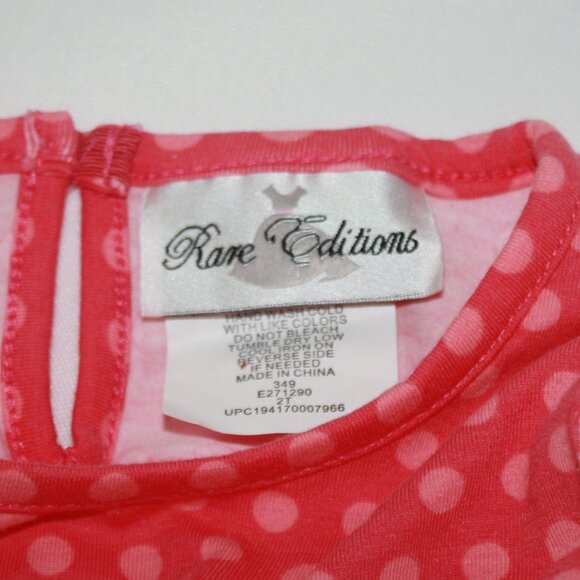 Rare Editions
HAND WASH COLD
WITH LIKE COLORS
DO NOT BLEACH
TUMBLE DRY LOW
COOL IRON ON
REVERSE SIDE
IF NEEDED
MADE IN CHINA
349
E271290
2T
UPC194170007966